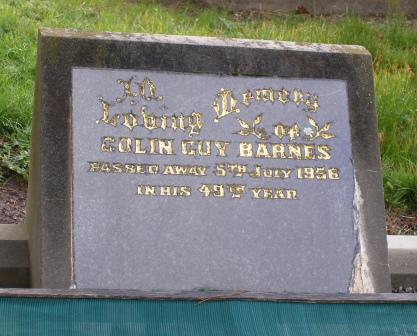 In
Loving Memory
of
COLIN GUY BARNES
PASSED AWAY 5TH JULY 1956
IN HIS 49TH YEAR